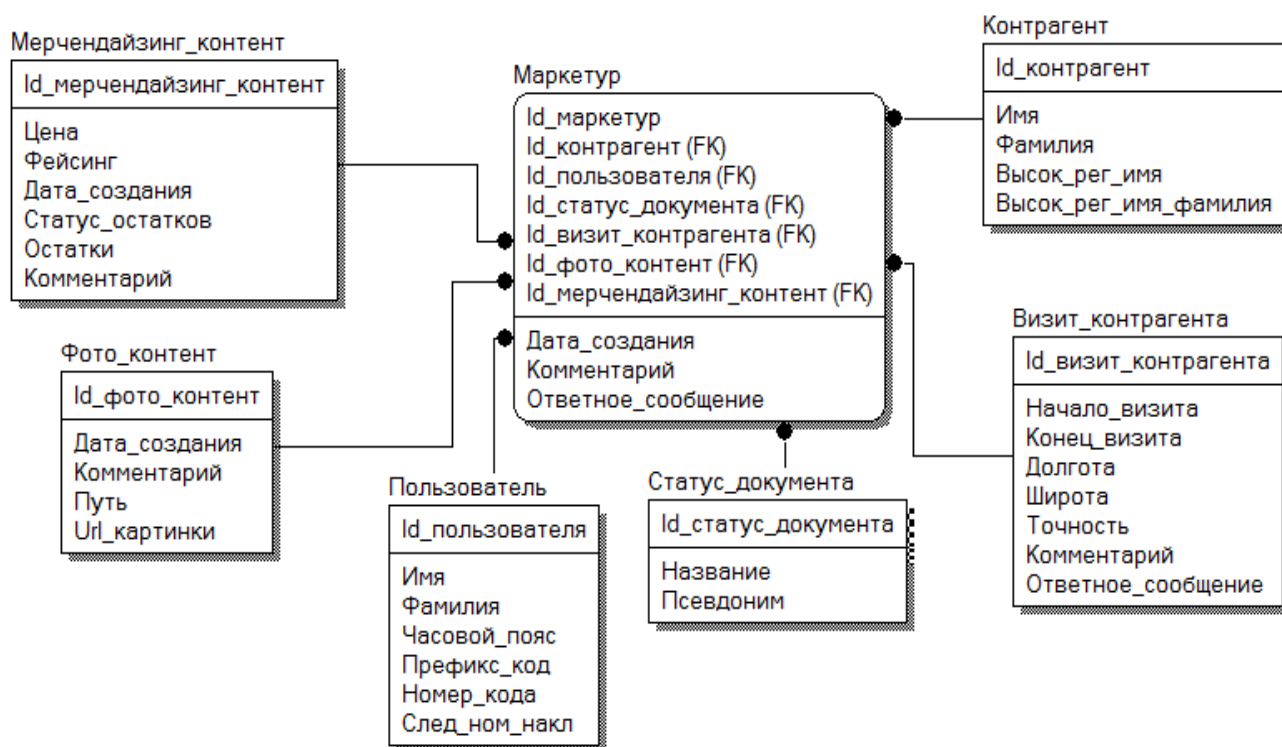 Мерчендайзинг_контент
Id_мерчендайзинг_контент
Цена
Фейсинг
Дата_создания
Статус_остатков
Остатки
Комментарий
Маркетур
Id_маркетур
Id_контрагент (FK)
Id_пользователя (FK)
Id_статус_документа (FK)
Id_визит_контрагента (FK)
Id_фото_контент (FK)
Id_мерчендайзинг_контент (FK)
Дата_создания
Комментарий
Ответное_сообщение
Контрагент
Id_контрагент
Имя
Фамилия
Высок_рег_имя
Высок_рег_имя_фамилия
Фото_контент
Id_фото_контент
Дата_создания
Комментарий
Путь
Url_картинки
Пользователь
Id_пользователя
Имя
Фамилия
Часовой_пояс
Префикс_код
Номер_кода
След_ном_накл
Статус_документа
Id_статус_документа
Название
Псевдоним
Визит_контрагента
Id_визит_контрагента
Начало_визита
Конец_визита
Долгота
Широта
Точность
Комментарий
Ответное_сообщение